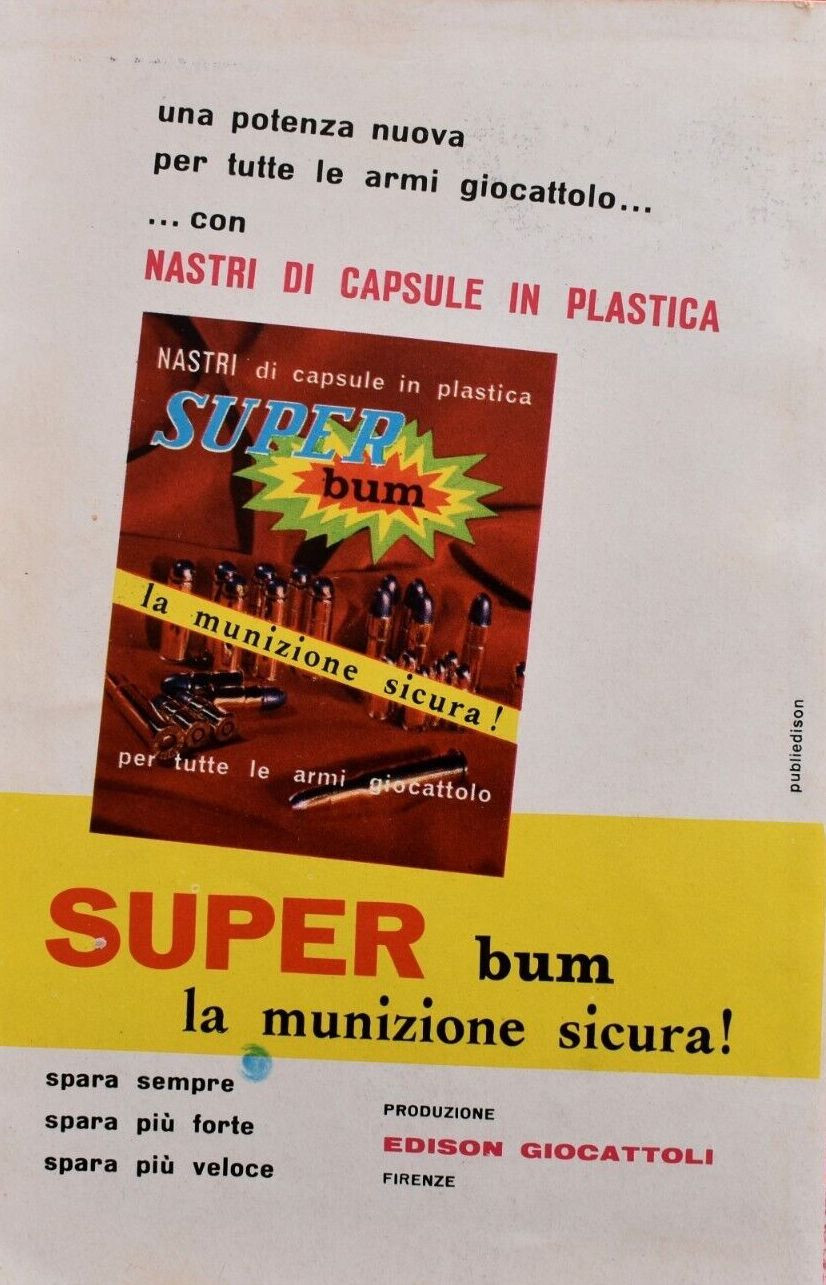 una potenza nuova
per tutte le armi giocattolo...
...con
NASTRI DI CAPSULE IN PLASTICA
NASTRI di capsule in plastica
SUPER
bum
la munizione sicura!
per tutte le armi giocattolo
publiedison
SUPER bum
la munizione sicura!
spara sempre
spara più forte
spara più veloce
PRODUZIONE
EDISON GIOCATTOLI
FIRENZE